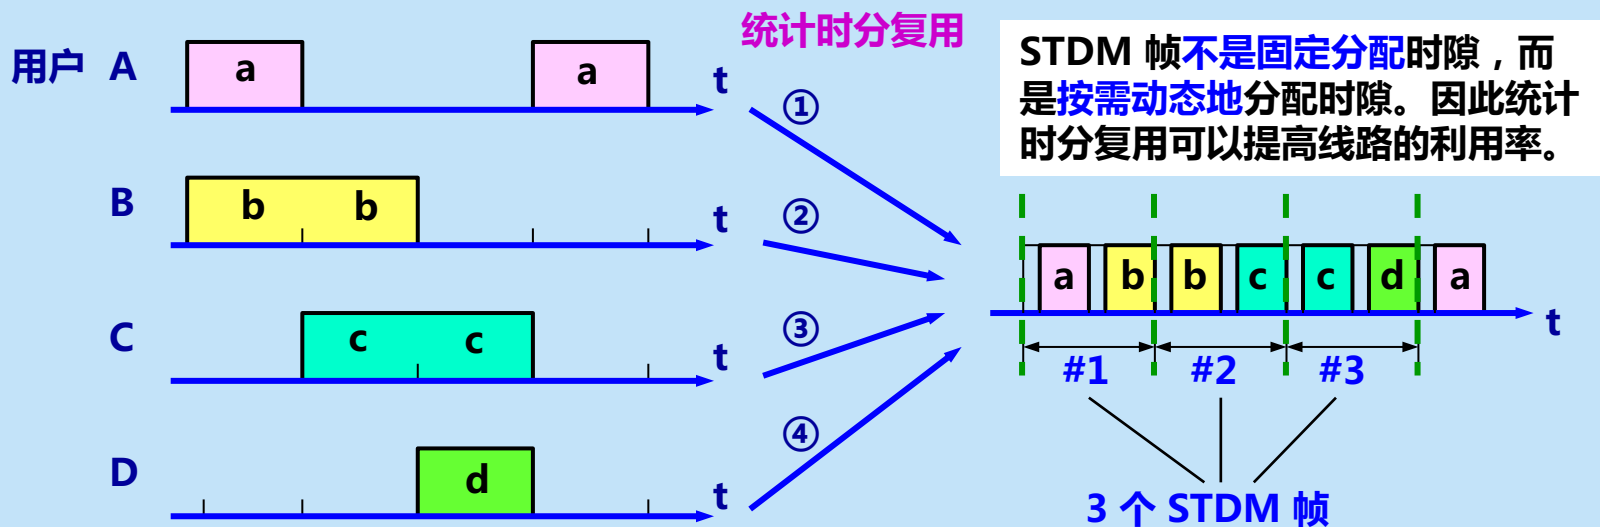 统计时分复用
STDM 帧不是固定分配时隙，而
是按需动态地分配时隙。因此统计
时分复用可以提高线路的利用率。
用户 A
a
a
t
①
B
b
b
t
②
C
c
c
t
③
D
d
t
④
a b b c c d a
t
#1 #2 #3
3 个 STDM 帧